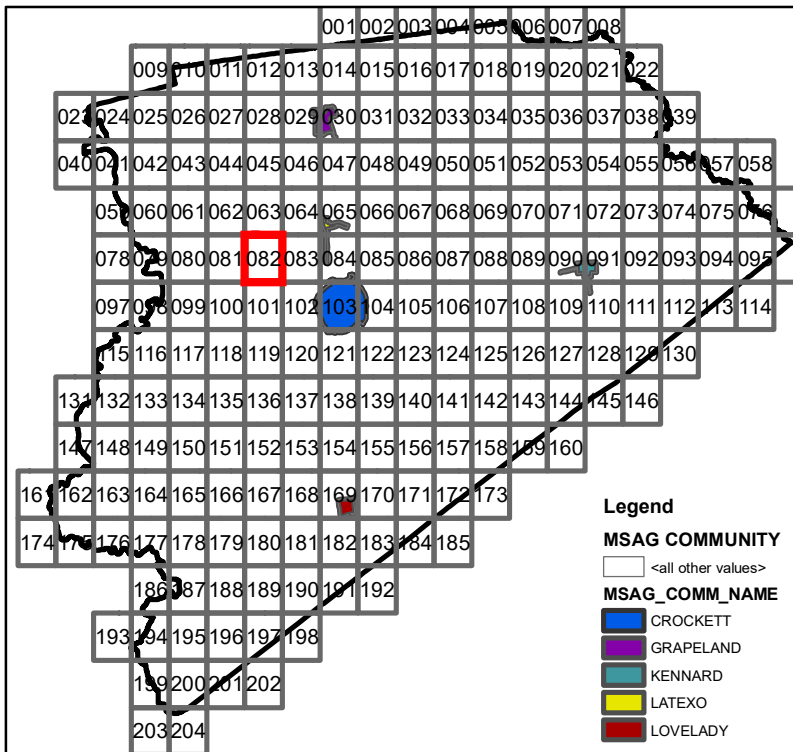 001 002 003 004 005 006 007 008
009 010 011 012 013 014 015 016 017 018 019 020 021 022
023 024 025 026 027 028 029 030 031 032 033 034 035 036 037 038 039
040 041 042 043 044 045 046 047 048 049 050 051 052 053 054 055 056 057 058
059 060 061 062 063 064 065 066 067 068 069 070 071 072 073 074 075 076
078 079 080 081 082 083 084 085 086 087 088 089 090 091 092 093 094 095
097 098 099 100 101 102 103 104 105 106 107 108 109 110 111 112 113 114
115 116 117 118 119 120 121 122 123 124 125 126 127 128 129 130
131 132 133 134 135 136 137 138 139 140 141 142 143 144 145 146
147 148 149 150 151 152 153 154 155 156 157 158 159 160
161 162 163 164 165 166 167 168 169 170 171 172 173
174 175 176 177 178 179 180 181 182 183 184 185
186 187 188 189 190 191 192
193 194 195 196 197 198
199 200 201 202
203 204
Legend
MSAG COMMUNITY
<all other values>
MSAG_COMM_NAME
CROCKETT
GRAPELAND
KENNARD
LATEXO
LOVELADY